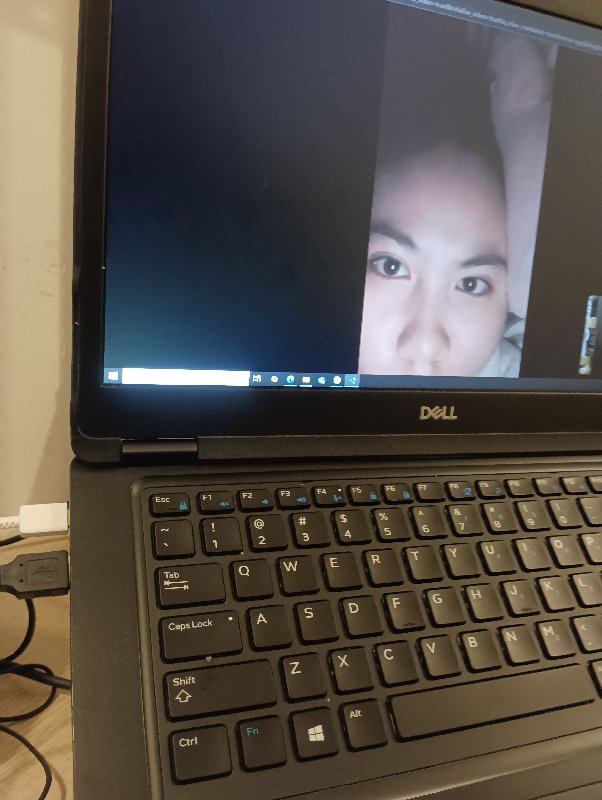 DELL
Esc F1 F2 F3 F4 F5 F6 F7 F8
~ ! @ # $ % ^ & *
` 1 2 3 4 5 6 7 8 9
Tab Q W E R T Y U I O
Caps Lock A S D F G H J K L
Shift Z X C V B N M <
Ctrl Fn Alt